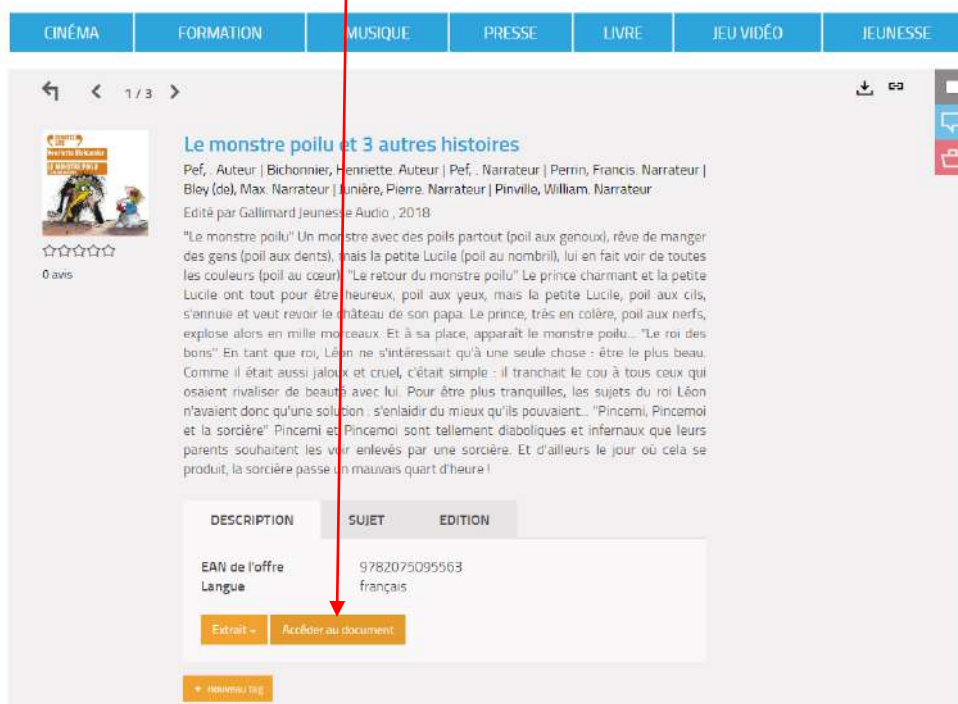 CINÉMA FORMATION MUSIQUE PRESSE LIVRE JEU VIDÉO JEUNESSE
1 / 3
Le monstre poilu et 3 autres histoires
Pef, . Auteur | Bichonnier, Henriette. Auteur | Pef, . Narrateur | Perrin, Francis. Narrateur |
Bley (de), Max. Narrateur | Junière, Pierre. Narrateur | Pinville, William. Narrateur
Edité par Gallimard Jeunesse Audio , 2018
"Le monstre poilu" Un monstre avec des poils partout (poil aux genoux), rêve de manger
des gens (poil aux dents), mais la petite Lucile (poil au nombril), lui en fait voir de toutes
les couleurs (poil au cœur). "Le retour du monstre poilu" Le prince charmant et la petite
Lucile ont tout pour être heureux, poil aux yeux, mais la petite Lucile, poil aux cils,
s'ennuie et veut revoir le château de son papa. Le prince, très en colère, poil aux nerfs,
explose alors en mille morceaux. Et à sa place, apparaît le monstre poilu... "Le roi des
bons" En tant que roi, Léon ne s'intéressait qu'à une seule chose : être le plus beau.
Comme il était aussi jaloux et cruel, c'était simple : il tranchait le cou à tous ceux qui
osaient rivaliser de beauté avec lui. Pour être plus tranquilles, les sujets du roi Léon
n'avaient donc qu'une solution : s'enlaidir du mieux qu'ils pouvaient... "Pincemi, Pincemoi
et la sorcière" Pincemi et Pincemoi sont tellement diaboliques et infernaux que leurs
parents souhaitent les voir enlevés par une sorcière. Et d'ailleurs le jour où cela se
produit, la sorcière passe un mauvais quart d'heure !
0 avis
DESCRIPTION SUJET EDITION
EAN de l'offre 9782075095563
Langue français
Extrait Accéder au document
+ nouveau tag